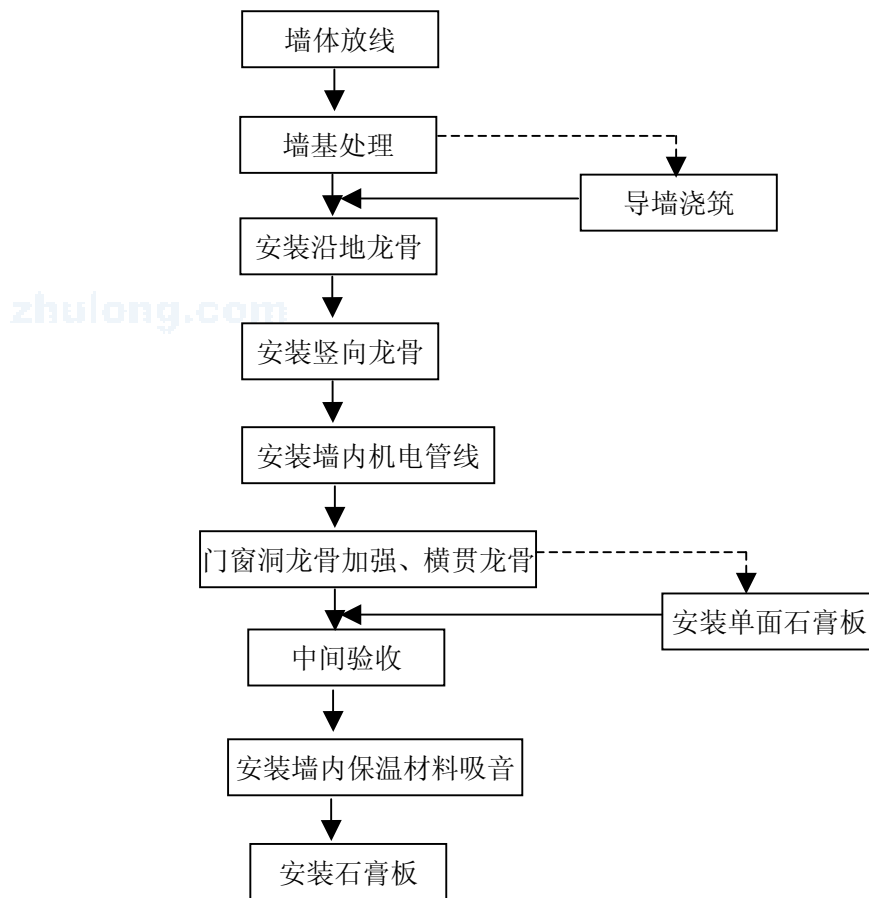 墙体放线
墙基处理
导墙浇筑
安装沿地龙骨
zhulong.com
安装竖向龙骨
安装墙内机电管线
门窗洞龙骨加强、横贯龙骨
安装单面石膏板
中间验收
安装墙内保温材料吸音
安装石膏板